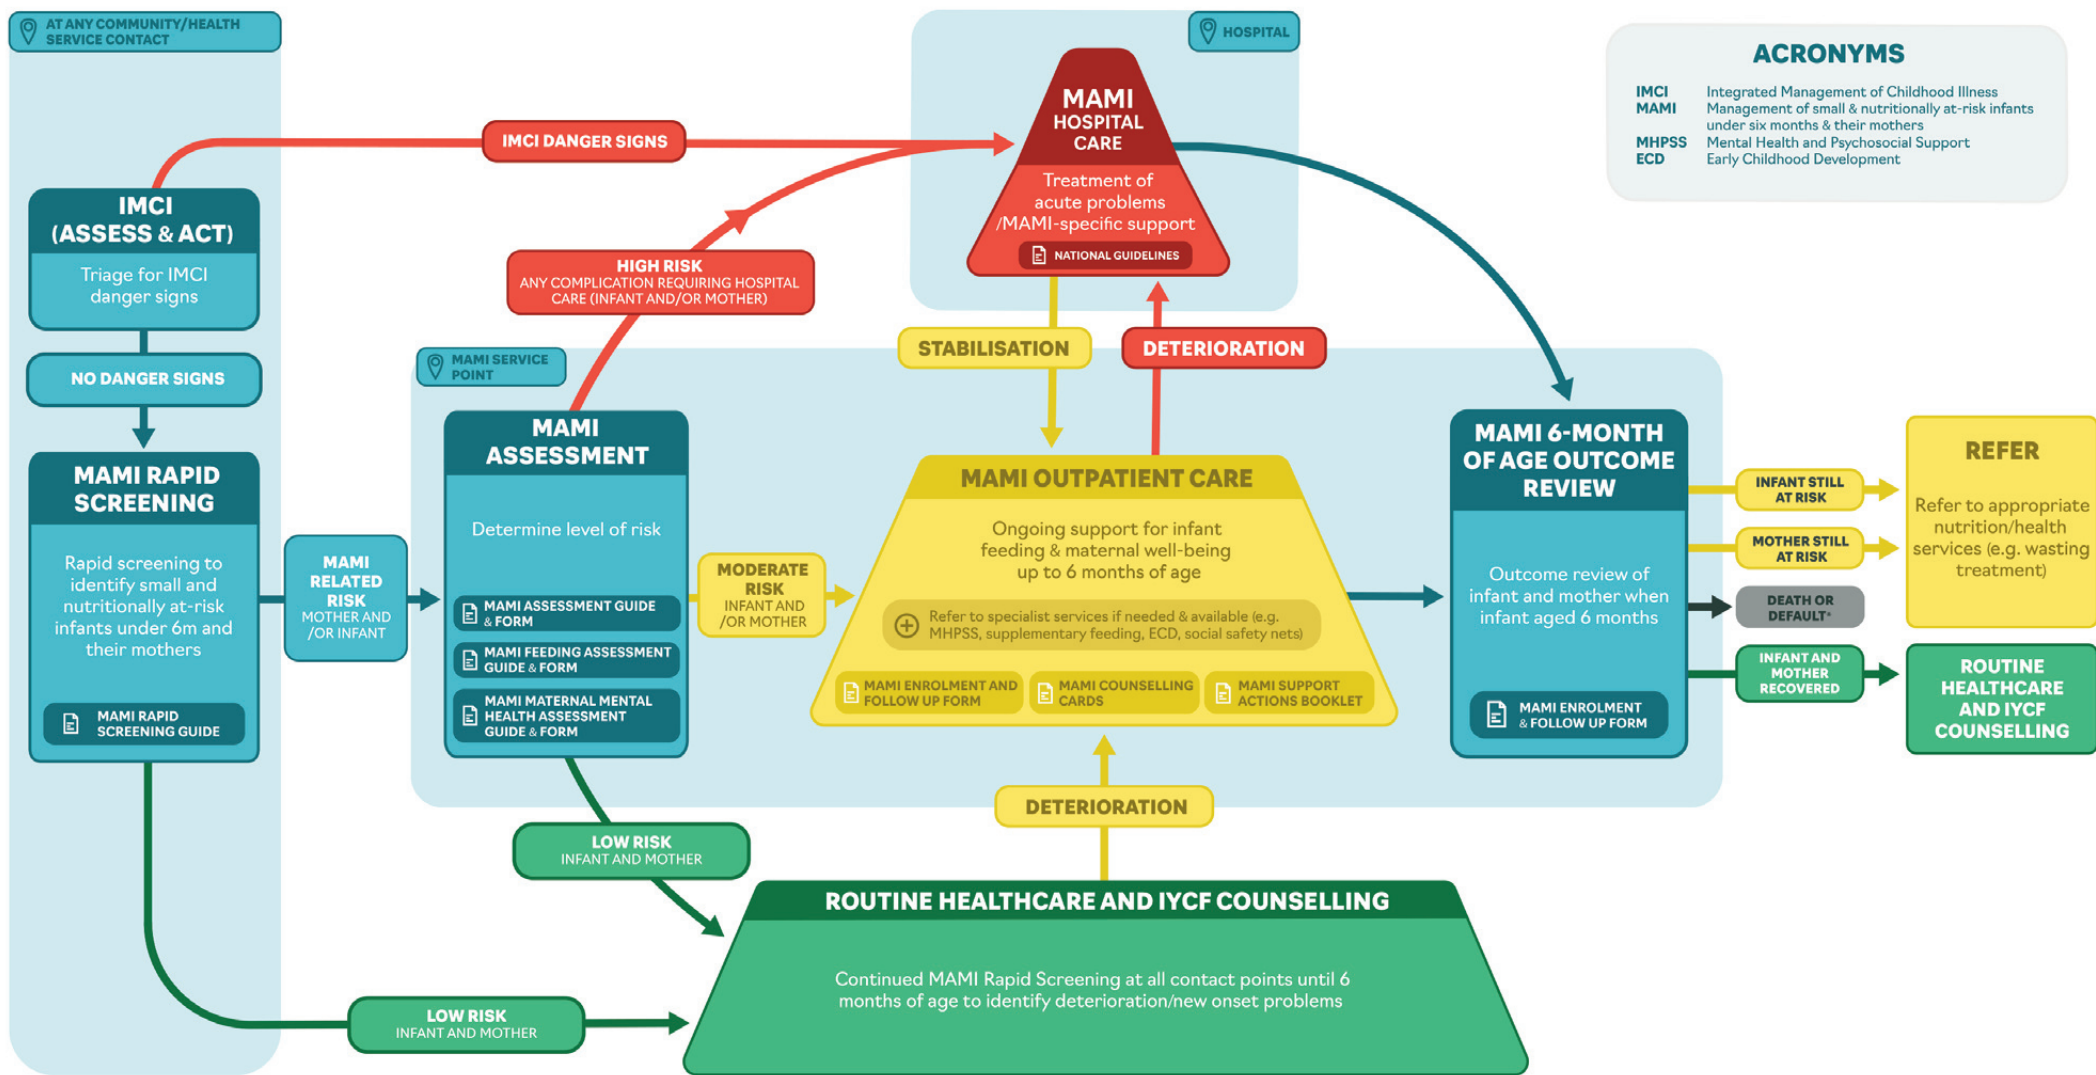 AT ANY COMMUNITY/HEALTH
SERVICE CONTACT
IMCI
(ASSESS & ACT)
Triage for IMCI
danger signs
NO DANGER SIGNS
MAMI RAPID
SCREENING
Rapid screening to
identify small and
nutritionally at-risk
infants under 6m and
their mothers
MAMI RAPID
SCREENING GUIDE
IMCI DANGER SIGNS
HIGH RISK
ANY COMPLICATION REQUIRING HOSPITAL
CARE (INFANT AND/OR MOTHER)
MAMI
RELATED
RISK
MOTHER AND
/OR INFANT
LOW RISK
INFANT AND MOTHER
MAMI SERVICE
POINT
MAMI
ASSESSMENT
Determine level of risk
MAMI ASSESSMENT GUIDE
& FORM
MAMI FEEDING ASSESSMENT
GUIDE & FORM
MAMI MATERNAL MENTAL
HEALTH ASSESSMENT
GUIDE & FORM
LOW RISK
INFANT AND MOTHER
MODERATE
RISK
INFANT AND
/OR MOTHER
HOSPITAL
MAMI
HOSPITAL
CARE
Treatment of
acute problems
/MAMI-specific support
NATIONAL GUIDELINES
STABILISATION
DETERIORATION
MAMI OUTPATIENT CARE
Ongoing support for infant
feeding & maternal well-being
up to 6 months of age
Refer to specialist services if needed & available (e.g.
MHPSS, supplementary feeding, ECD, social safety nets)
MAMI ENROLMENT AND
FOLLOW UP FORM
MAMI COUNSELLING
CARDS
MAMI SUPPORT
ACTIONS BOOKLET
DETERIORATION
ROUTINE HEALTHCARE AND IYCF COUNSELLING
Continued MAMI Rapid Screening at all contact points until 6
months of age to identify deterioration/new onset problems
MAMI 6-MONTH
OF AGE OUTCOME
REVIEW
Outcome review of
infant and mother when
infant aged 6 months
MAMI ENROLMENT
& FOLLOW UP FORM
INFANT STILL
AT RISK
MOTHER STILL
AT RISK
DEATH OR
DEFAULT*
INFANT AND
MOTHER
RECOVERED
REFER
Refer to appropriate
nutrition/health
services (e.g. wasting
treatment)
ROUTINE
HEALTHCARE
AND IYCF
COUNSELLING
ACRONYMS
IMCI Integrated Management of Childhood Illness
MAMI Management of small & nutritionally at-risk infants
under six months & their mothers
MHPSS Mental Health and Psychosocial Support
ECD Early Childhood Development